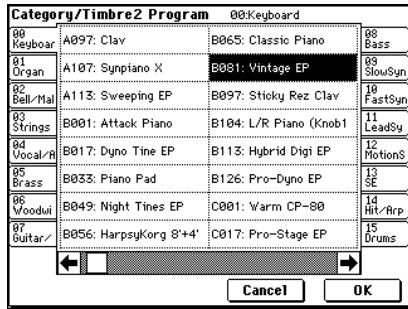 Category/Timbre2 Program 00:Keyboard
00
Keyboar
01
Organ
02
Bell/Mal
03
Strings
04
Vocal/A
05
Brass
06
Woodwi
07
Guitar/
A097: Clav
A107: Synpiano X
A113: Sweeping EP
B001: Attack Piano
B017: Dyno Tine EP
B033: Piano Pad
B049: Night Tines EP
B056: HarpsyKorg 8'+4'
B065: Classic Piano
B081: Vintage EP
B097: Sticky Rez Clav
B104: L/R Piano (Knob1
B113: Hybrid Digi EP
B126: Pro-Dyno EP
C001: Warm CP-80
C017: Pro-Stage EP
08
Bass
09
SlowSyn
10
FastSyn
11
LeadSy
12
MotionS
13
SE
14
Hit/Arp
15
Drums
Cancel
OK